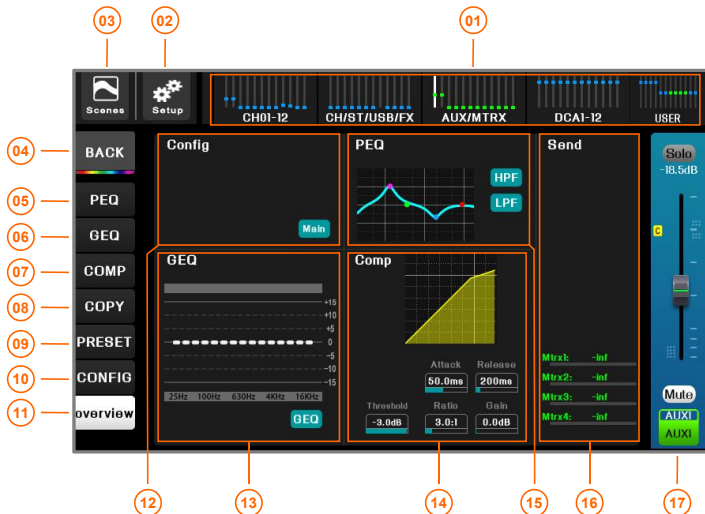 03
02
01
Scenes
Setup
CH01-12
CH/ST/USB/FX
AUX/MTRX
DCA1-12
USER
04
BACK
Config
PEQ
Send
Solo
-18.5dB
HPF
LPF
05
PEQ
06
GEQ
Main
C
07
COMP
GEQ
Comp
08
COPY
+15
+10
+5
0
-5
-10
-15
09
PRESET
10
CONFIG
11
overview
25Hz 100Hz 630Hz 4KHz 16KHz
GEQ
Attack Release
50.0ms 200ms
Threshold Ratio Gain
-3.0dB 3.0:1 0.0dB
Mtrx1: -inf
Mtrx2: -inf
Mtrx3: -inf
Mtrx4: -inf
Mute
AUX1
AUX1
12
13
14
15
16
17